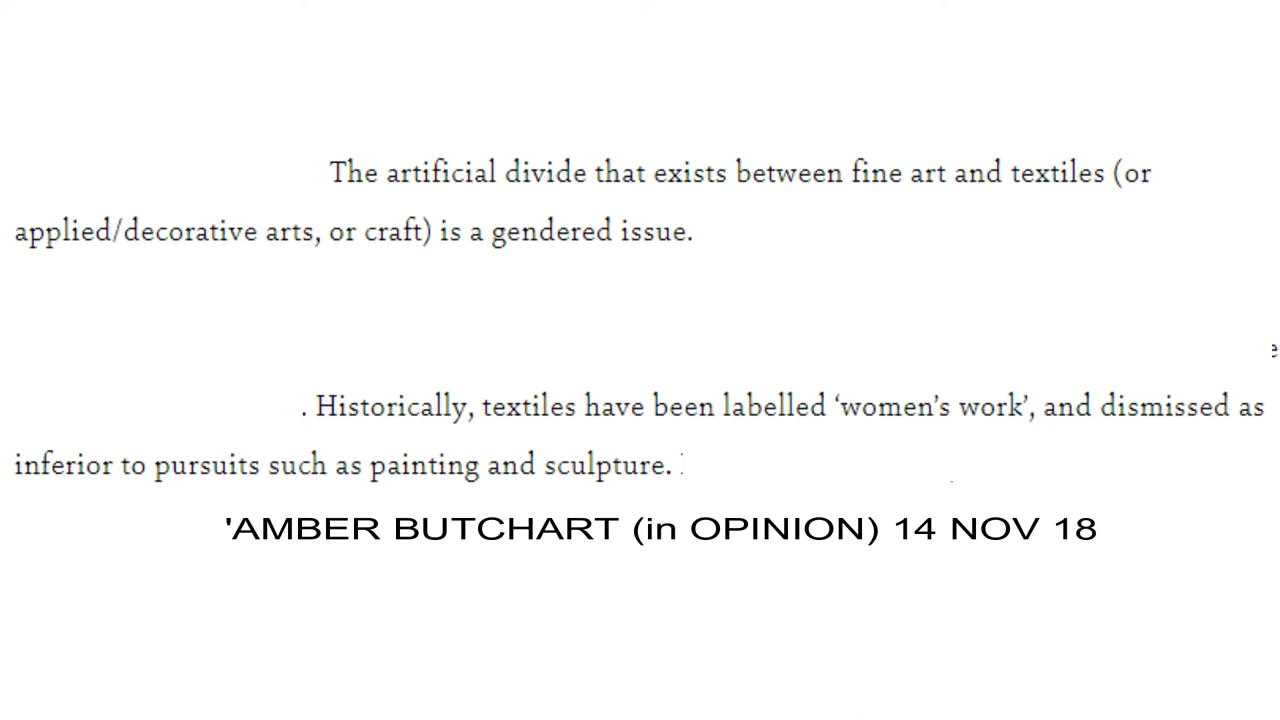 The artificial divide that exists between fine art and textiles (or
applied/decorative arts, or craft) is a gendered issue.
e
. Historically, textiles have been labelled ‘women’s work’, and dismissed as
inferior to pursuits such as painting and sculpture.
'AMBER BUTCHART (in OPINION) 14 NOV 18